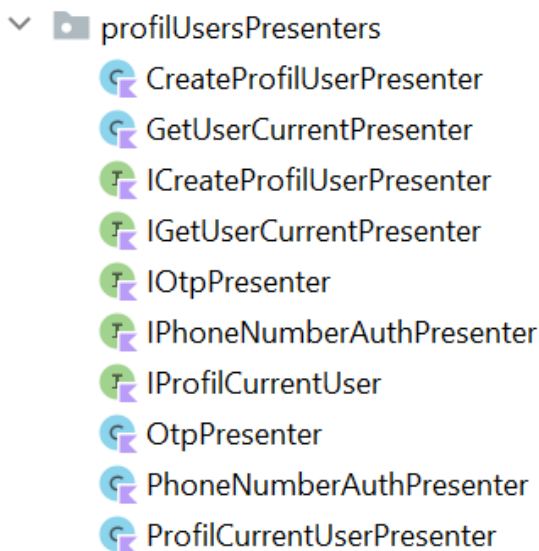 profilUsersPresenters
CreateProfilUserPresenter
GetUserCurrentPresenter
ICreateProfilUserPresenter
IGetUserCurrentPresenter
IOtpPresenter
IPhoneNumberAuthPresenter
IProfilCurrentUser
OtpPresenter
PhoneNumberAuthPresenter
ProfilCurrentUserPresenter